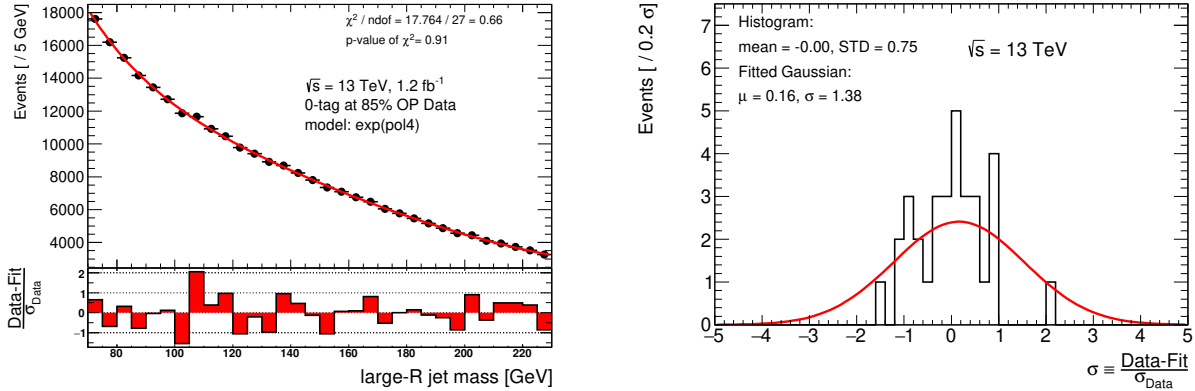 18000
16000
14000
12000
10000
8000
6000
4000
Events [ / 5 GeV]
χ² / ndof = 17.764 / 27 = 0.66
p-value of χ²= 0.91
√s = 13 TeV, 1.2 fb⁻¹
0-tag at 85% OP Data
model: exp(pol4)
2
1
0
−1
Data-Fit
σData
80 100 120 140 160 180 200 220
large-R jet mass [GeV]
7
6
5
4
3
2
1
0
Events [ / 0.2 σ]
Histogram:
mean = -0.00, STD = 0.75
Fitted Gaussian:
μ = 0.16, σ = 1.38
√s = 13 TeV
−5 −4 −3 −2 −1 0 1 2 3 4 5
σ ≡ Data-Fit
σData